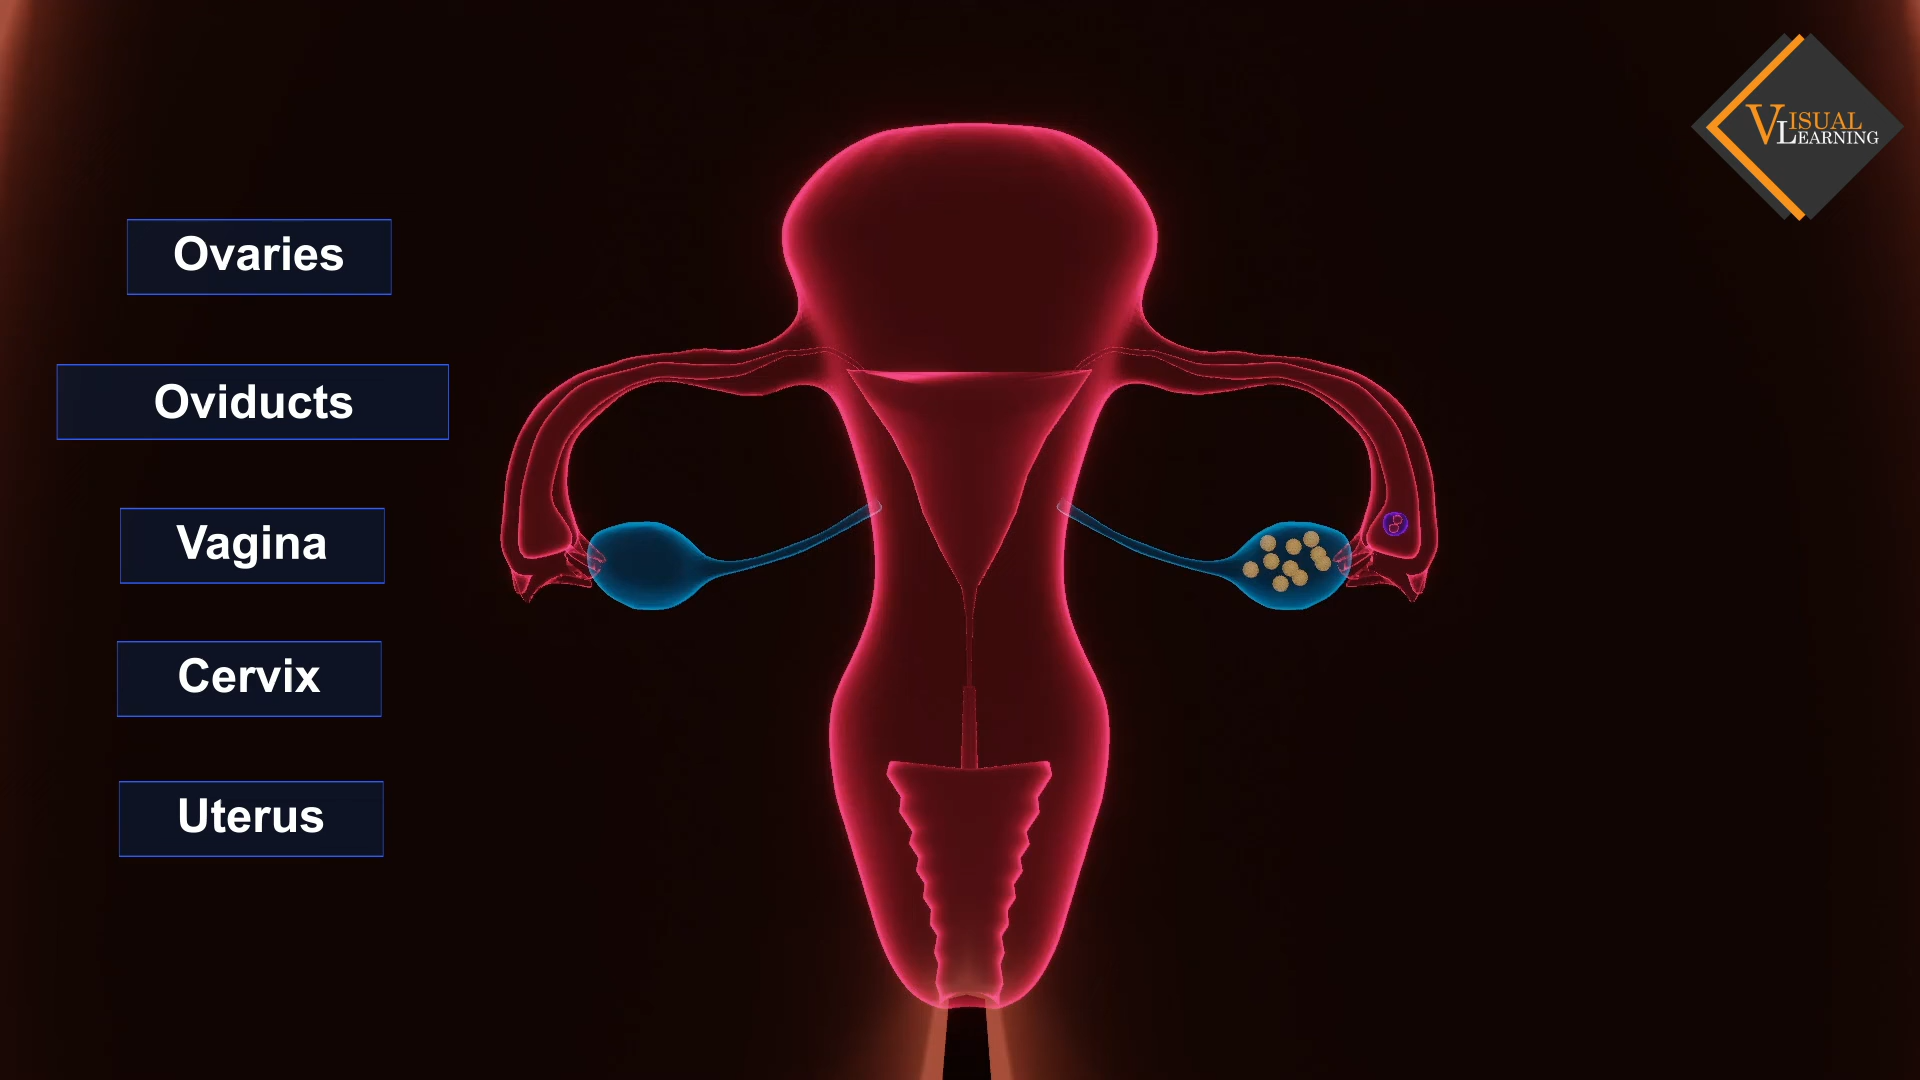 Ovaries
Oviducts
Vagina
Cervix
Uterus
VISUAL
LEARNING